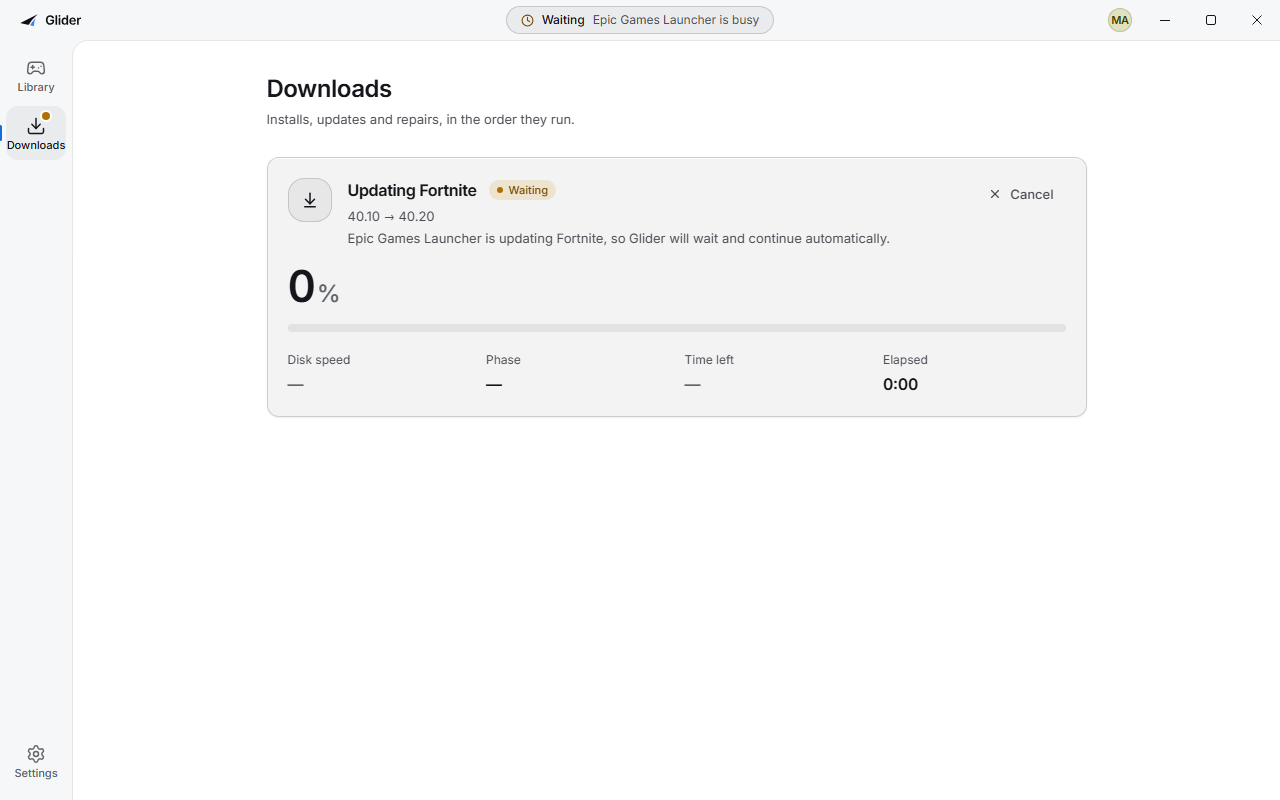 Glider
Waiting Epic Games Launcher is busy
MA
Library
Downloads
Settings
Downloads
Installs, updates and repairs, in the order they run.
Updating Fortnite Waiting
Cancel
40.10 → 40.20
Epic Games Launcher is updating Fortnite, so Glider will wait and continue automatically.
0%
Disk speed Phase Time left Elapsed
— — — 0:00